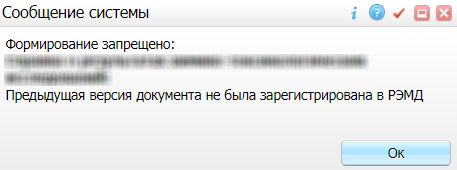 Сообщение системы
Формирование запрещено:
Предыдущая версия документа не была зарегистрирована в РЭМД
Ок